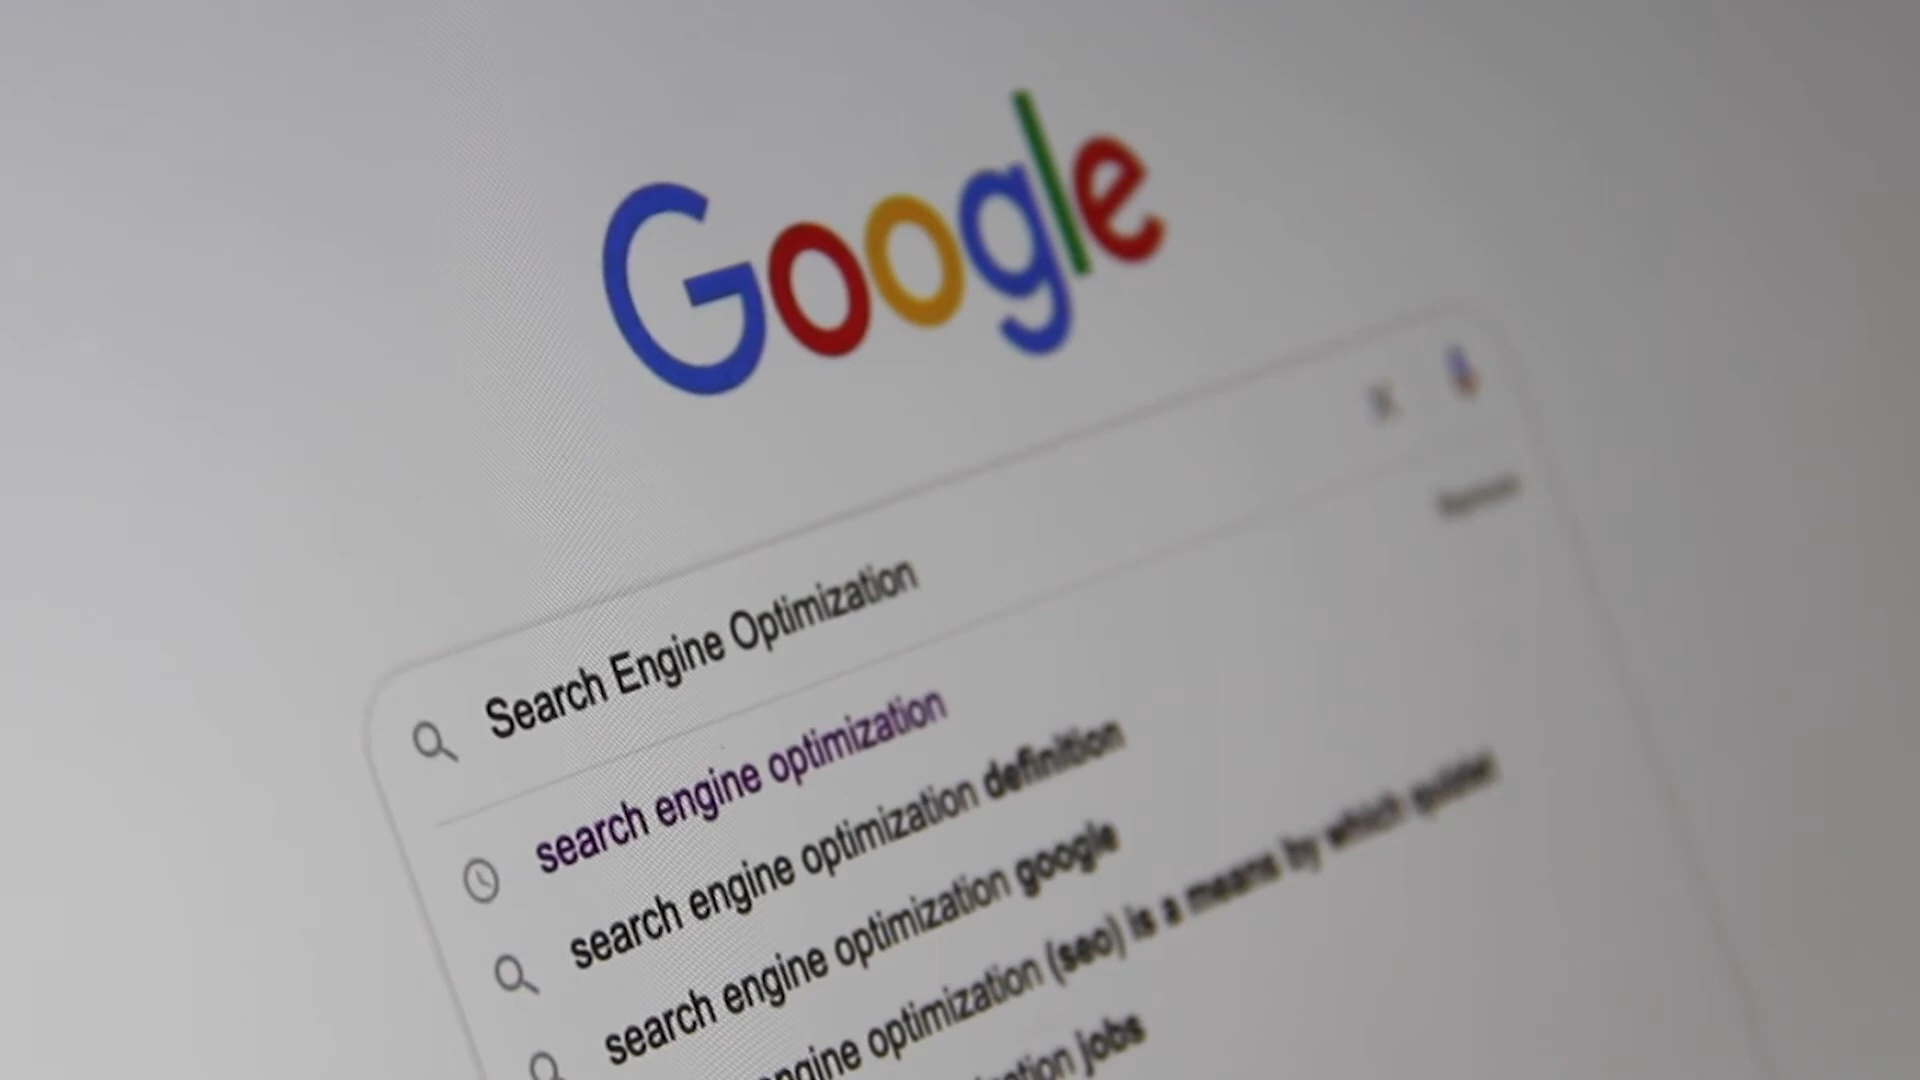 Google
Search Engine Optimization
search engine optimization
search engine optimization definition
search engine optimization google
engine optimization (seo) is a means by which
jobs